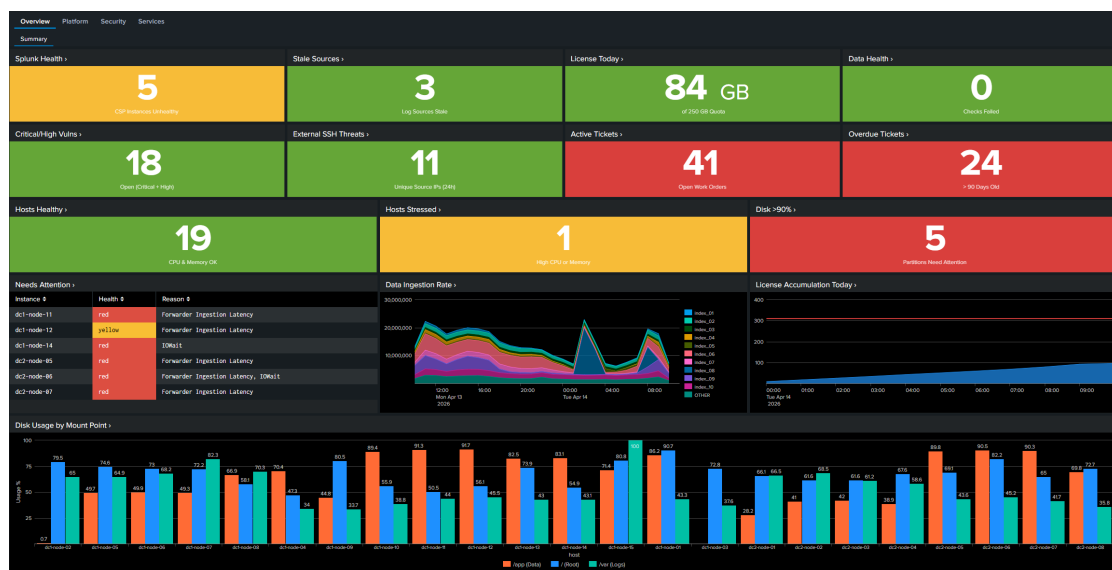 Overview Platform Security Services
Summary
Splunk Health ›
Stale Sources ›
License Today ›
Data Health ›
5
3
84 GB
0
CSP Instances Unhealthy
Log Sources Stale
of 250 GB Quota
Checks Failed
Critical/High Vulns ›
External SSH Threats ›
Active Tickets ›
Overdue Tickets ›
18
11
41
24
Open (Critical + High)
Unique Source IPs (24h)
Open Work Orders
> 90 Days Old
Hosts Healthy ›
Hosts Stressed ›
Disk >90% ›
19
1
5
CPU & Memory OK
High CPU or Memory
Partitions Need Attention
Needs Attention ›
Instance Health Reason
dc1-node-11 red Forwarder Ingestion Latency
dc1-node-12 yellow Forwarder Ingestion Latency
dc1-node-14 red IOWait
dc2-node-05 red Forwarder Ingestion Latency
dc2-node-06 red Forwarder Ingestion Latency, IOWait
dc2-node-07 red Forwarder Ingestion Latency
Data Ingestion Rate ›
30,000,000
20,000,000
10,000,000
12:00 16:00 20:00 00:00 04:00 08:00
Mon Apr 13 Tue Apr 14
2026
index_01
index_02
index_03
index_04
index_05
index_06
index_07
index_08
index_09
index_10
OTHER
License Accumulation Today ›
400
300
200
100
00:00 01:00 02:00 03:00 04:00 05:00 06:00 07:00 08:00 09:00
Tue Apr 14
2026
Disk Usage by Mount Point ›
Usage %
100
75
50
25
0.7 79.5 65
49.7 74.6 64.9
49.9 73 68.2
49.3 72.2 82.3
66.9 58.1 70.3
70.4 47.3 34
44.8 80.5 33.7
89.4 55.9 38.8
91.3 50.5 44
91.7 56.1 45.5
82.5 73.9 43
83.1 54.9 43.1
71.4 80.8 100
86.2 90.7 43.3
72.8 37.6
28.2 66.1 66.5
41 61.6 68.5
42 61.6 61.2
38.9 67.6 58.6
89.8 69.1 43.6
90.5 82.2 45.2
90.3 65 41.7
69.8 72.7 35.8
dc1-node-02 dc1-node-05 dc1-node-06 dc1-node-07 dc1-node-08 dc1-node-04 dc1-node-09 dc1-node-10 dc1-node-11 dc1-node-12 dc1-node-13 dc1-node-14 dc1-node-15 dc1-node-01 dc1-node-03 dc2-node-01 dc2-node-02 dc2-node-03 dc2-node-04 dc2-node-05 dc2-node-06 dc2-node-07 dc2-node-08
host
/app (Data) / (Root) /var (Logs)